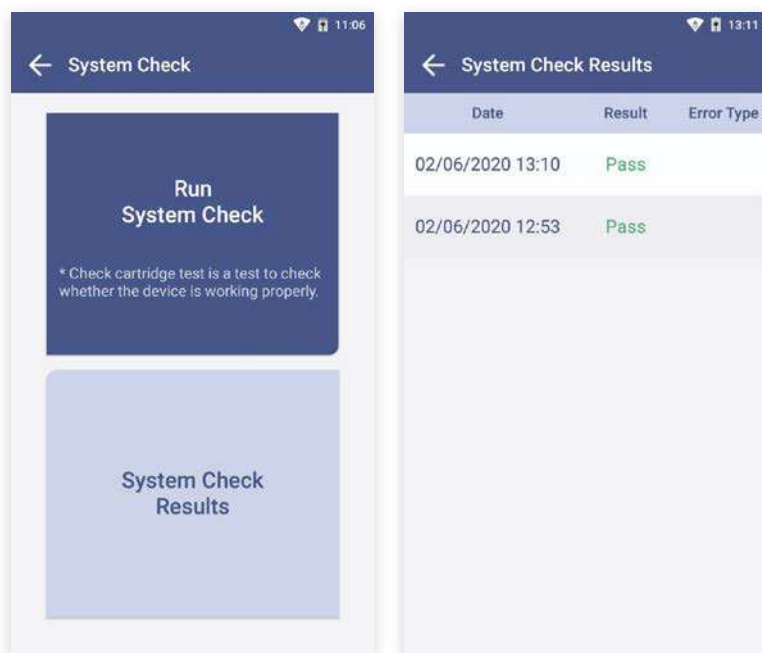 11:06
System Check
Run
System Check
* Check cartridge test is a test to check
whether the device is working properly.
System Check
Results
13:11
System Check Results
Date Result Error Type
02/06/2020 13:10 Pass
02/06/2020 12:53 Pass